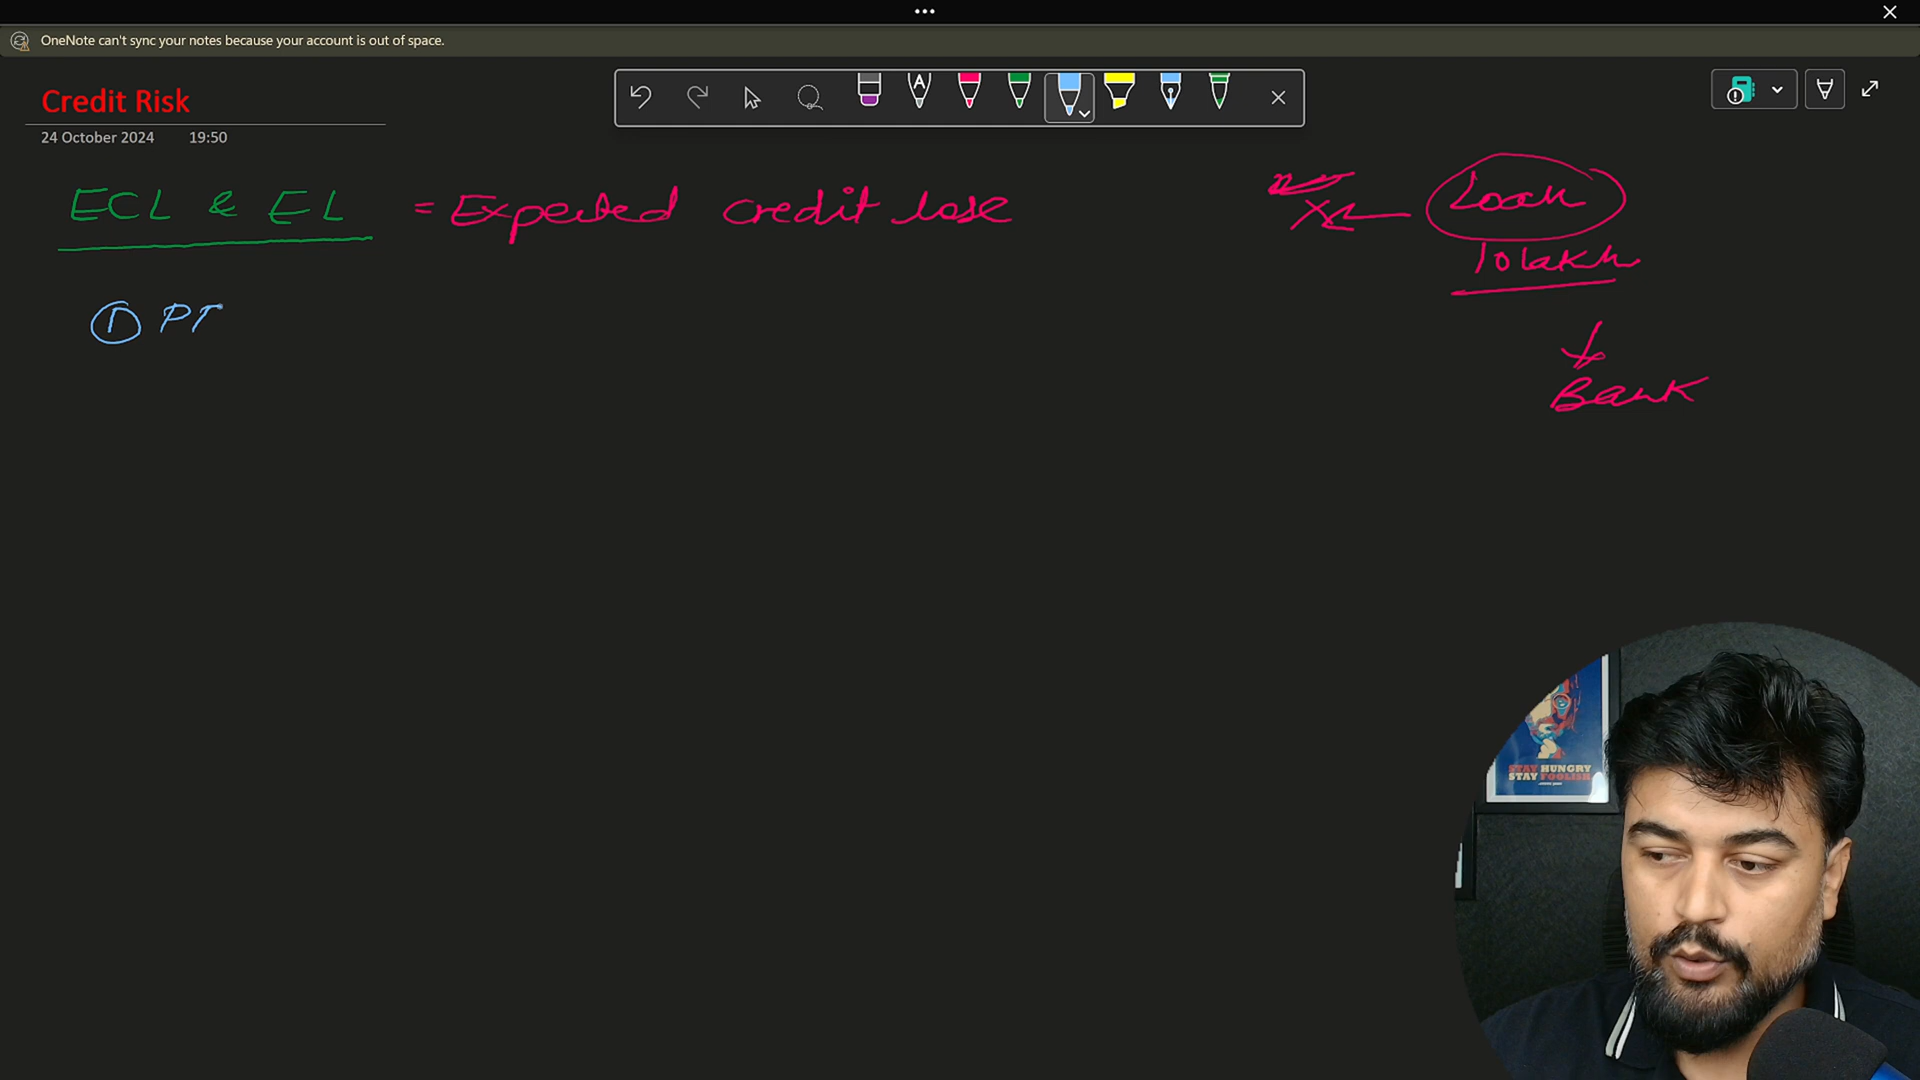 OneNote can't sync your notes because your account is out of space.
Credit Risk
24 October 2024 19:50
ECL & EL = Expected credit lose
Loan
10 lakh
① PT
Bank
STAY HUNGRY
STAY FOOLISH